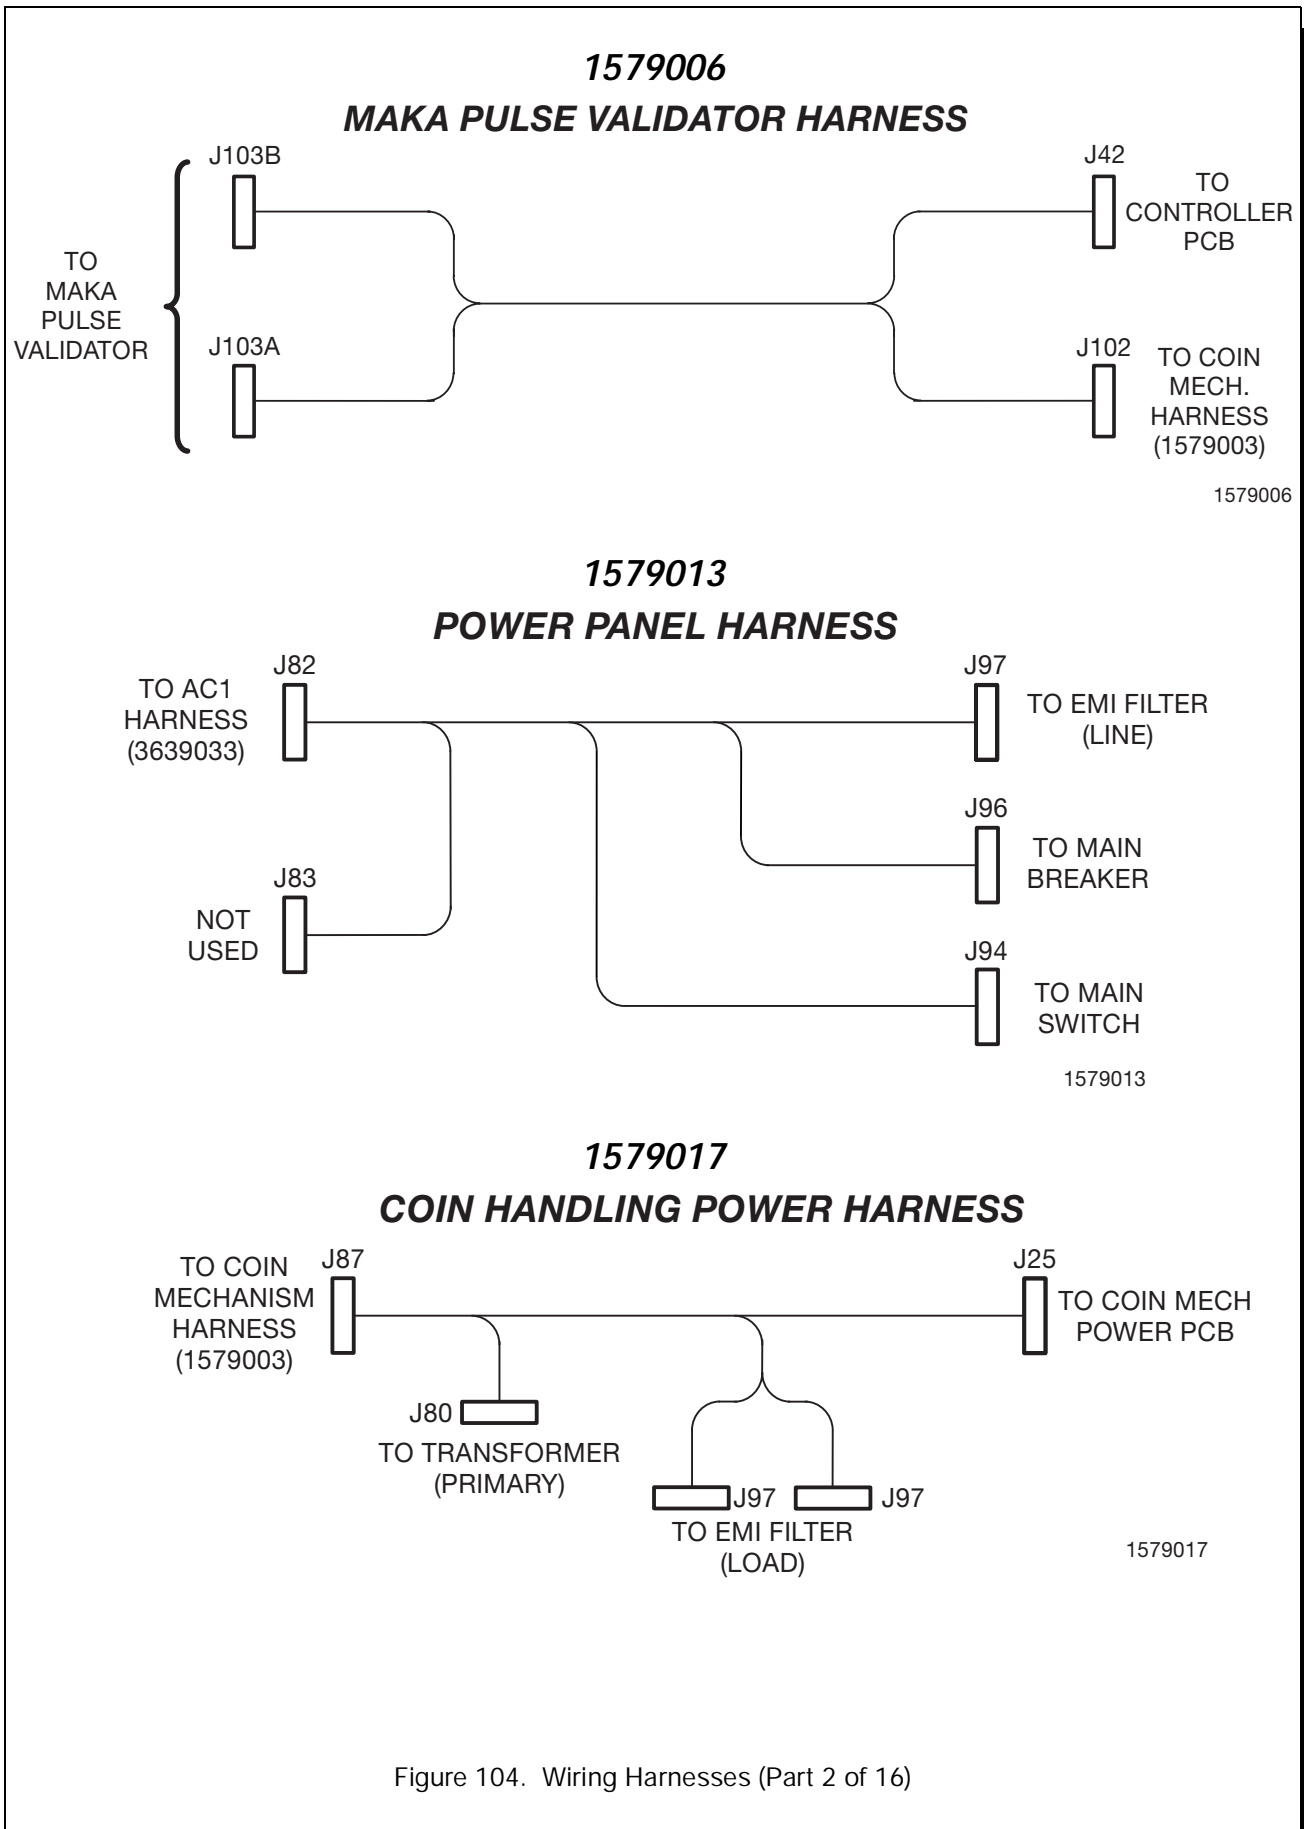 1579006
MAKA PULSE VALIDATOR HARNESS
J103B
J42
TO
CONTROLLER
PCB
TO
MAKA
PULSE
VALIDATOR
J103A
J102
TO COIN
MECH.
HARNESS
(1579003)
1579006
1579013
POWER PANEL HARNESS
J82
TO AC1
HARNESS
(3639033)
J97
TO EMI FILTER
(LINE)
J96
TO MAIN
BREAKER
J83
NOT
USED
J94
TO MAIN
SWITCH
1579013
1579017
COIN HANDLING POWER HARNESS
J87
TO COIN
MECHANISM
HARNESS
(1579003)
J25
TO COIN MECH
POWER PCB
J80
TO TRANSFORMER
(PRIMARY)
J97
J97
TO EMI FILTER
(LOAD)
1579017
Figure 104. Wiring Harnesses (Part 2 of 16)